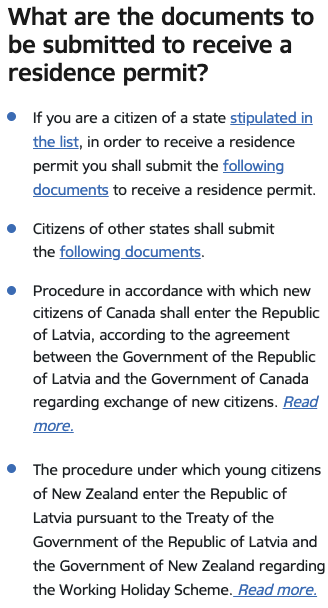 What are the documents to
be submitted to receive a
residence permit?
If you are a citizen of a state stipulated in
the list, in order to receive a residence
permit you shall submit the following
documents to receive a residence permit.
Citizens of other states shall submit
the following documents.
Procedure in accordance with which new
citizens of Canada shall enter the Republic
of Latvia, according to the agreement
between the Government of the Republic
of Latvia and the Government of Canada
regarding exchange of new citizens. Read
more.
The procedure under which young citizens
of New Zealand enter the Republic of
Latvia pursuant to the Treaty of the
Government of the Republic of Latvia and
the Government of New Zealand regarding
the Working Holiday Scheme. Read more.